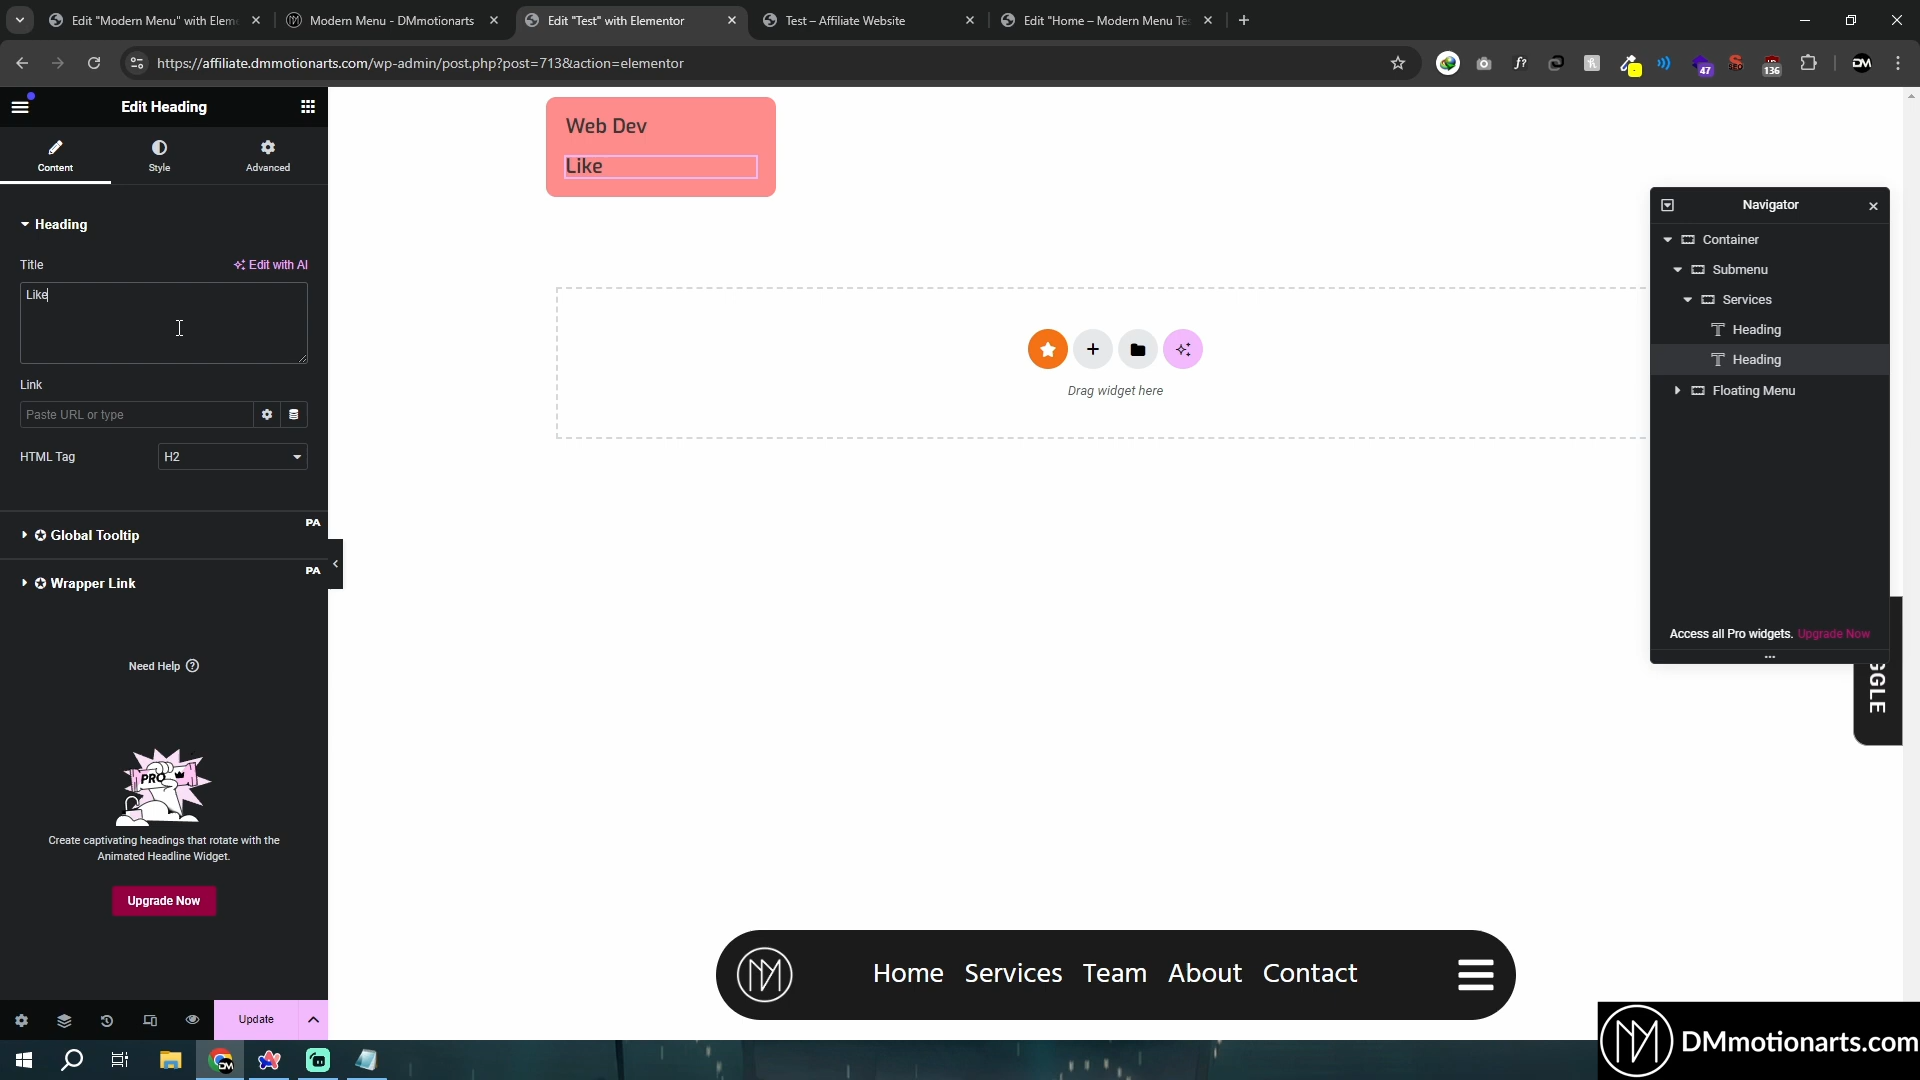 Edit "Modern Menu" with Elem
Modern Menu - DMmotionarts
Edit "Test" with Elementor
Test – Affiliate Website
Edit "Home – Modern Menu Te
https://affiliate.dmmotionarts.com/wp-admin/post.php?post=713&action=elementor
47
136
DM
Edit Heading
Content
Style
Advanced
Heading
Title
Edit with AI
Like
Link
Paste URL or type
HTML Tag
H2
PA
Global Tooltip
PA
Wrapper Link
Need Help
PRO
Create captivating headings that rotate with the
Animated Headline Widget.
Upgrade Now
Update
Web Dev
Like
Drag widget here
Navigator
Container
Submenu
Services
Heading
Heading
Floating Menu
Access all Pro widgets. Upgrade Now
GGLE
Home Services Team About Contact
DMmotionarts.com